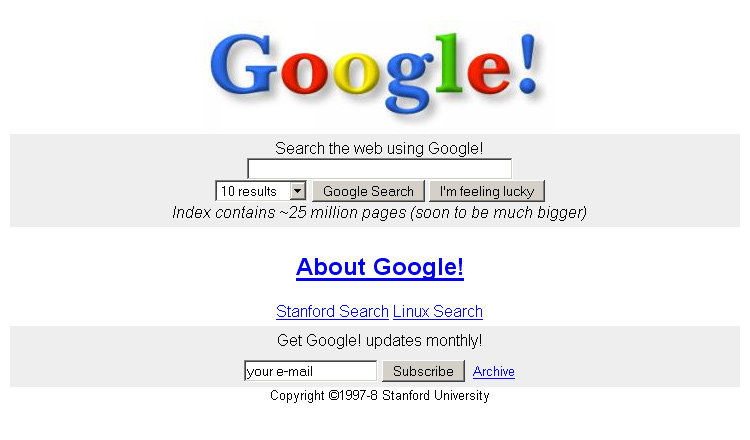 Google!
Search the web using Google!
10 results Google Search I'm feeling lucky
Index contains ~25 million pages (soon to be much bigger)
About Google!
Stanford Search Linux Search
Get Google! updates monthly!
your e-mail Subscribe Archive
Copyright ©1997-8 Stanford University